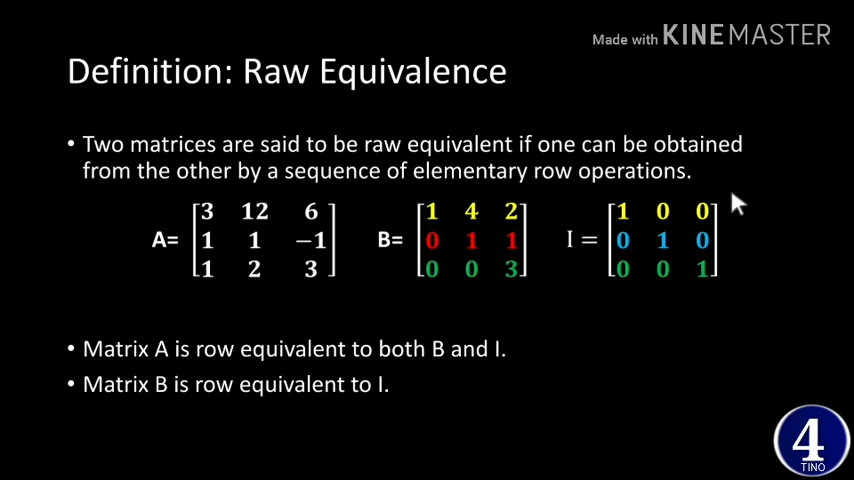 Made with KINEMASTER
Definition: Raw Equivalence
• Two matrices are said to be raw equivalent if one can be obtained
from the other by a sequence of elementary row operations.
3 12 6 1 4 2 1 0 0
A= 1 1 −1 B= 0 1 1 I = 0 1 0
1 2 3 0 0 3 0 0 1
• Matrix A is row equivalent to both B and I.
• Matrix B is row equivalent to I.
4
TINO